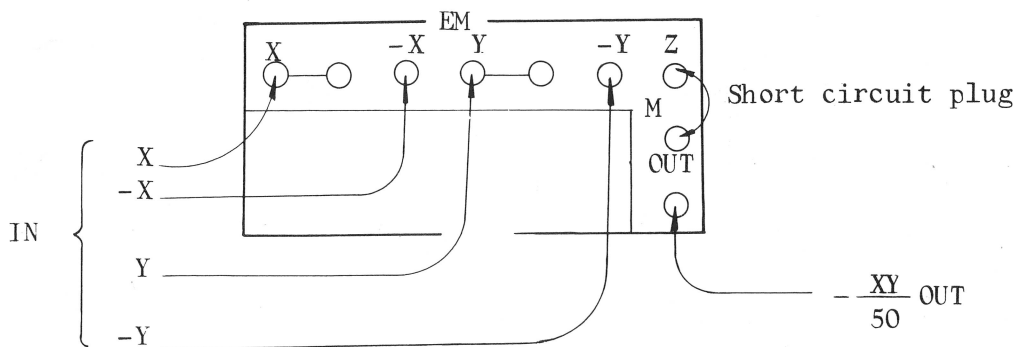 EM
X -X Y -Y Z
Short circuit plug
M
OUT
X
-X
IN
Y
-Y
- XY/50 OUT